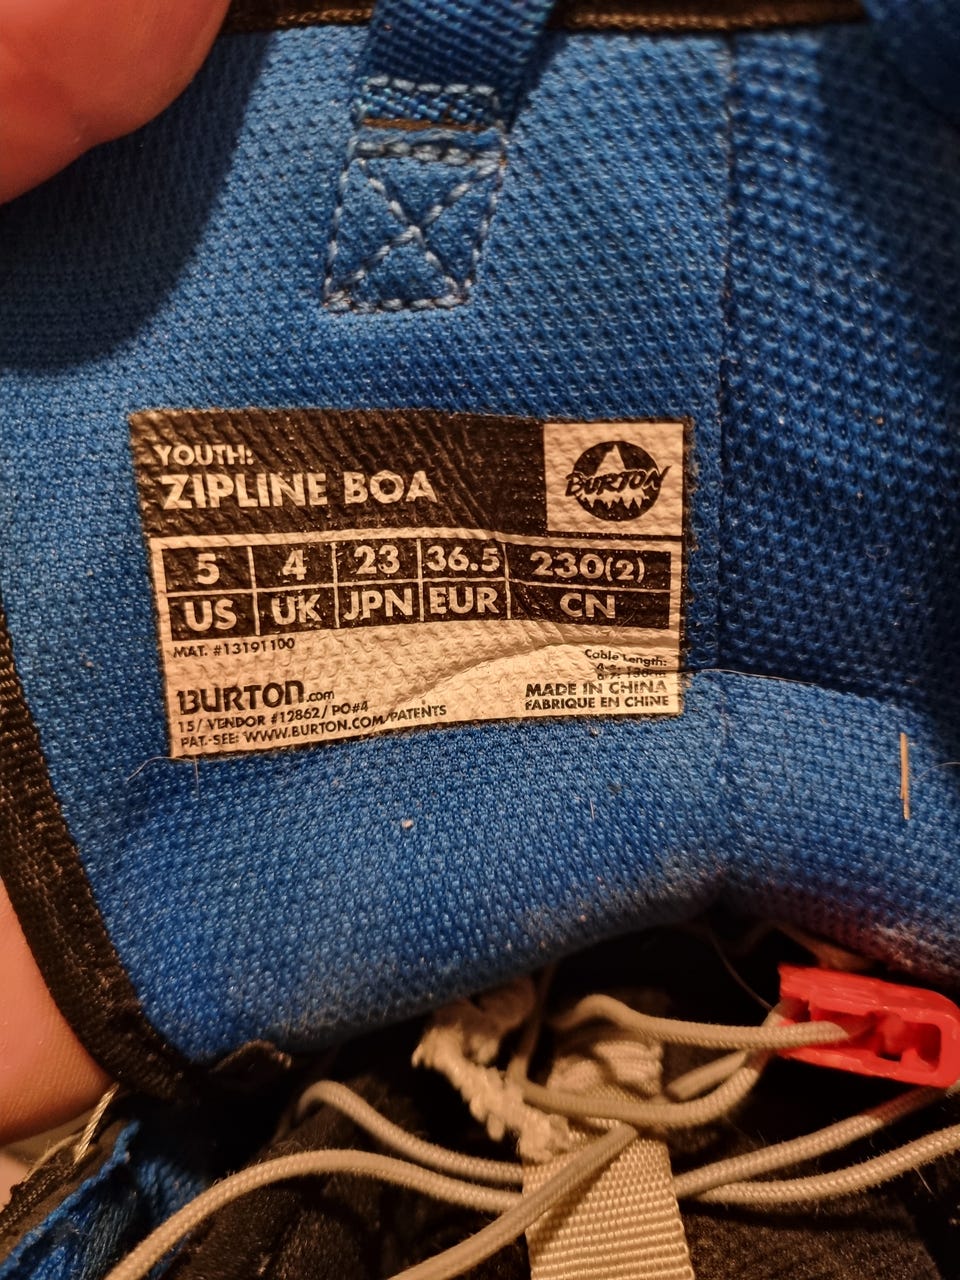 YOUTH:
ZIPLINE BOA
BURTON
5 4 23 36.5 230(2)
US UK JPN EUR CN
MAT. #13191100
Cable Length:
BURTON.com
15/ VENDOR #12862/ PO#4
PAT.-SEE: WWW.BURTON.COM/PATENTS
MADE IN CHINA
FABRIQUE EN CHINE